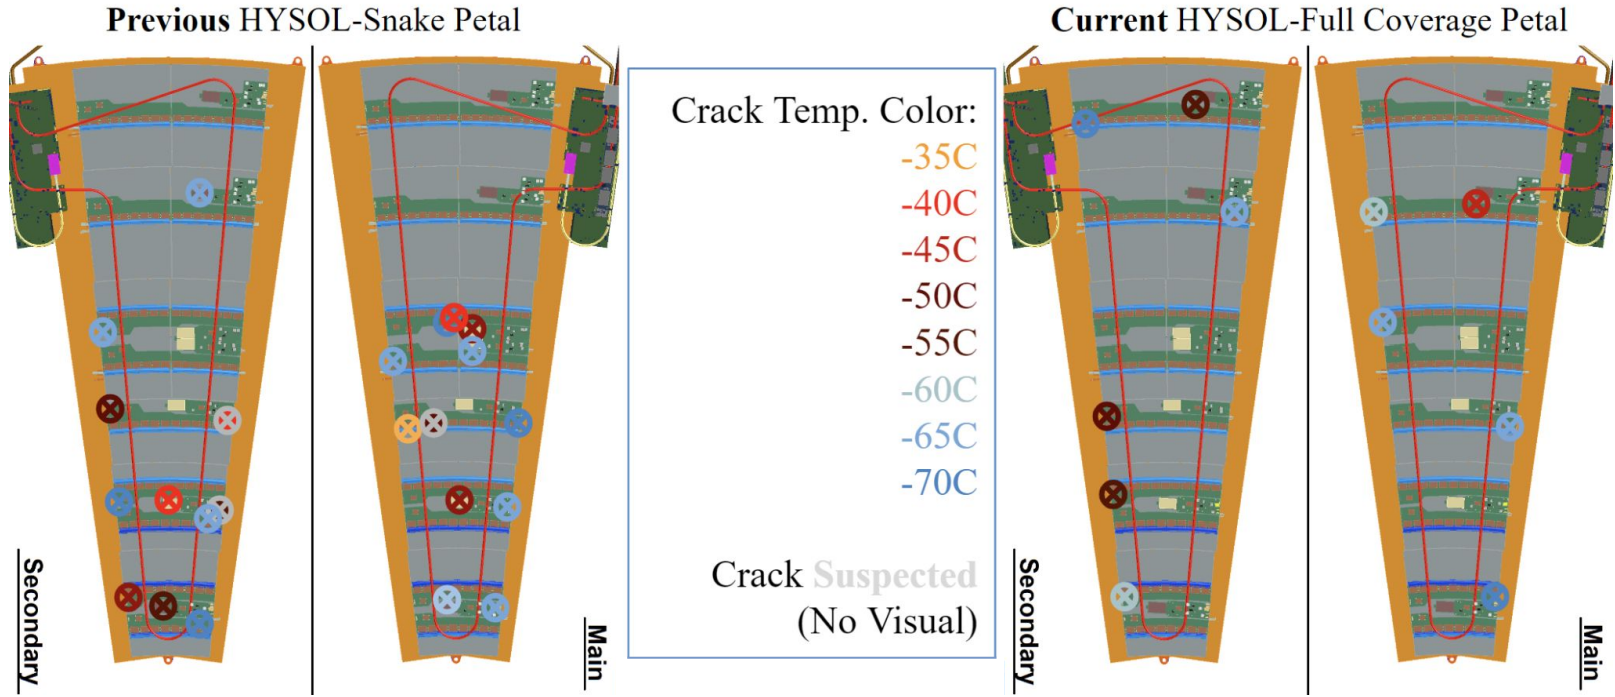 Previous HYSOL-Snake Petal
Current HYSOL-Full Coverage Petal
Crack Temp. Color:
-35C
-40C
-45C
-50C
-55C
-60C
-65C
-70C
Crack Suspected
(No Visual)
Secondary
Main
Secondary
Main